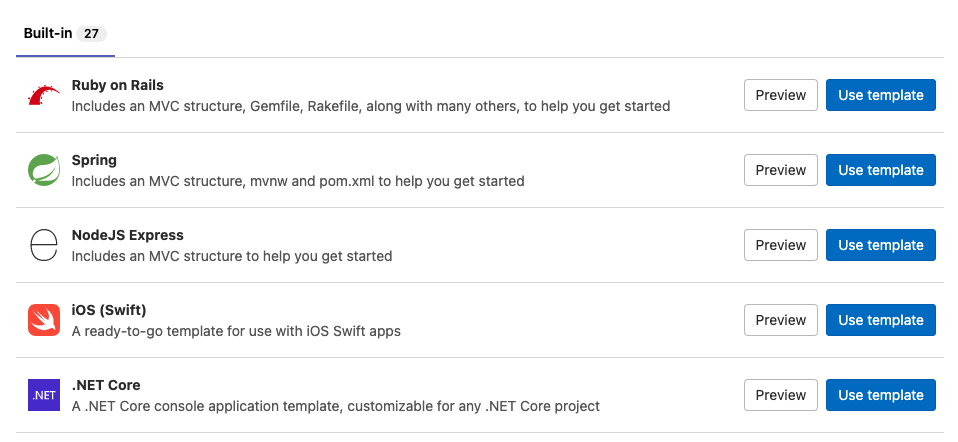 Built-in 27
Ruby on Rails
Includes an MVC structure, Gemfile, Rakefile, along with many others, to help you get started
Preview
Use template
Spring
Includes an MVC structure, mvnw and pom.xml to help you get started
Preview
Use template
NodeJS Express
Includes an MVC structure to help you get started
Preview
Use template
iOS (Swift)
A ready-to-go template for use with iOS Swift apps
Preview
Use template
.NET
.NET Core
A .NET Core console application template, customizable for any .NET Core project
Preview
Use template